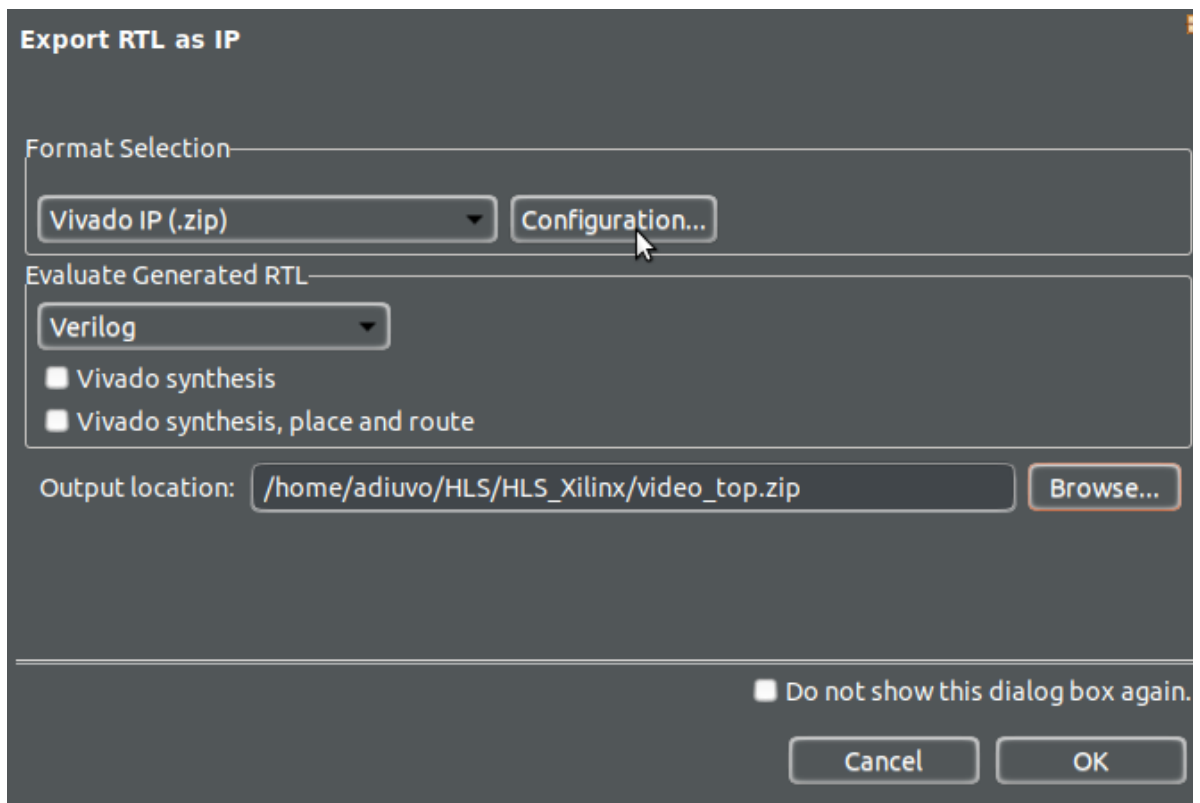 Export RTL as IP
Format Selection
Vivado IP (.zip) Configuration...
Evaluate Generated RTL
Verilog
Vivado synthesis
Vivado synthesis, place and route
Output location: /home/adiuvo/HLS/HLS_Xilinx/video_top.zip Browse...
Do not show this dialog box again.
Cancel OK